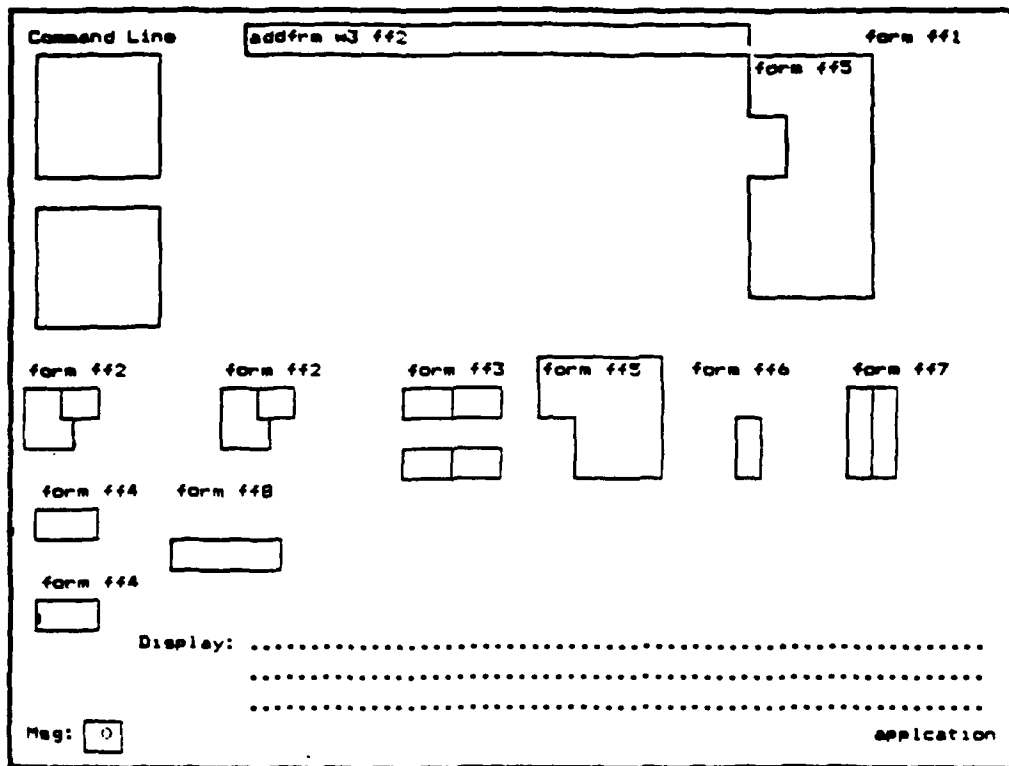 Command Line addfrm w3 ff2 form ff1
form ff5
form ff2 form ff2 form ff3 form ff5 form ff6 form ff7
form ff4 form ff8
form ff4
Display: ............................................................
............................................................
............................................................
Msg: 0 applcation